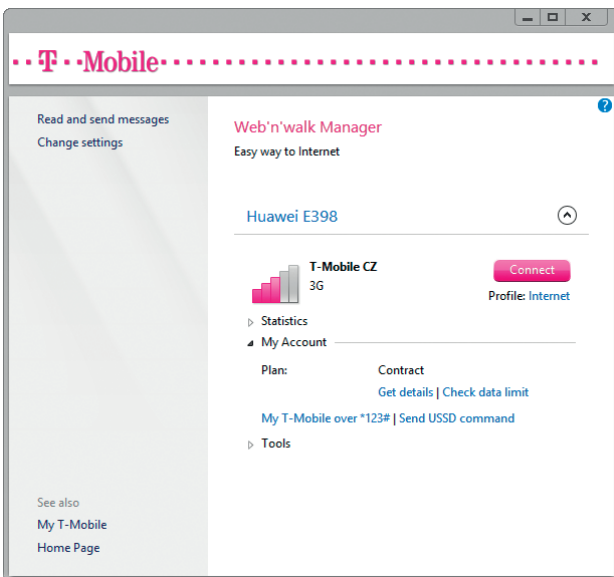 T Mobile
Read and send messages
Change settings
?
Web'n'walk Manager
Easy way to Internet
Huawei E398
T-Mobile CZ
3G
Connect
Profile: Internet
Statistics
My Account
Plan: Contract
Get details | Check data limit
My T-Mobile over *123# | Send USSD command
Tools
See also
My T-Mobile
Home Page